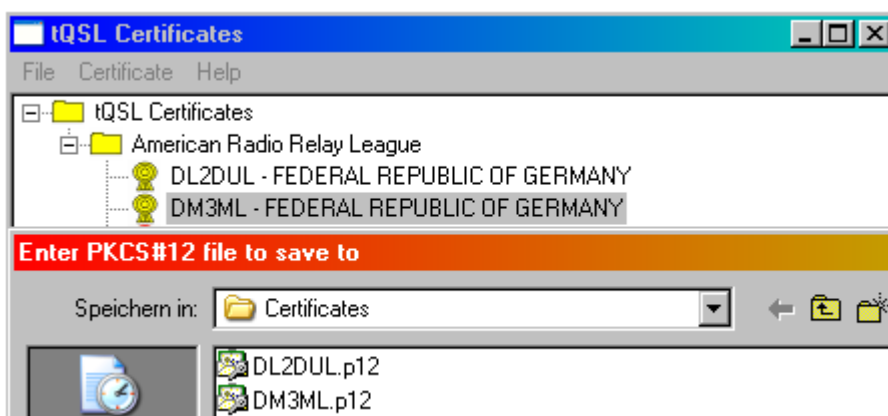 tQSL Certificates
File Certificate Help
tQSL Certificates
American Radio Relay League
DL2DUL - FEDERAL REPUBLIC OF GERMANY
DM3ML - FEDERAL REPUBLIC OF GERMANY
Enter PKCS#12 file to save to
Speichern in: Certificates
DL2DUL.p12
DM3ML.p12